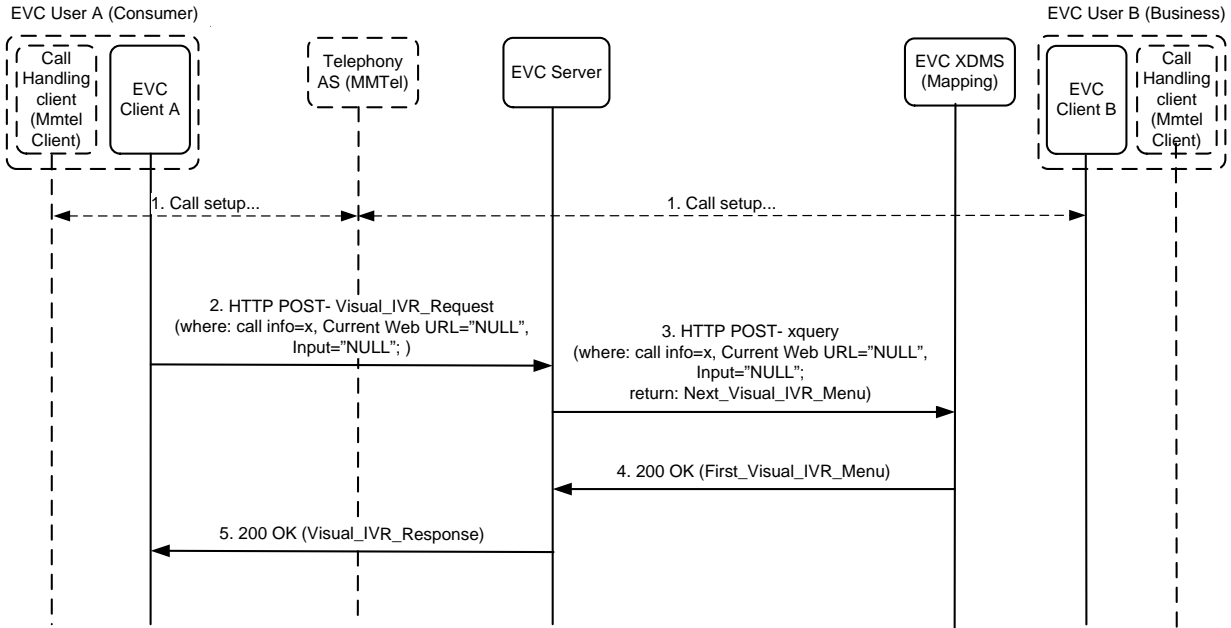 EVC User A (Consumer)
EVC User B (Business)
Call
Handling
client
(Mmtel
Client)
EVC
Client A
Telephony
AS (MMTel)
EVC Server
EVC XDMS
(Mapping)
EVC
Client B
Call
Handling
client
(Mmtel
Client)
1. Call setup...
1. Call setup...
2. HTTP POST- Visual_IVR_Request
(where: call info=x, Current Web URL=”NULL”,
Input=”NULL”; )
3. HTTP POST- xquery
(where: call info=x, Current Web URL=”NULL”,
Input=”NULL”;
return: Next_Visual_IVR_Menu)
4. 200 OK (First_Visual_IVR_Menu)
5. 200 OK (Visual_IVR_Response)